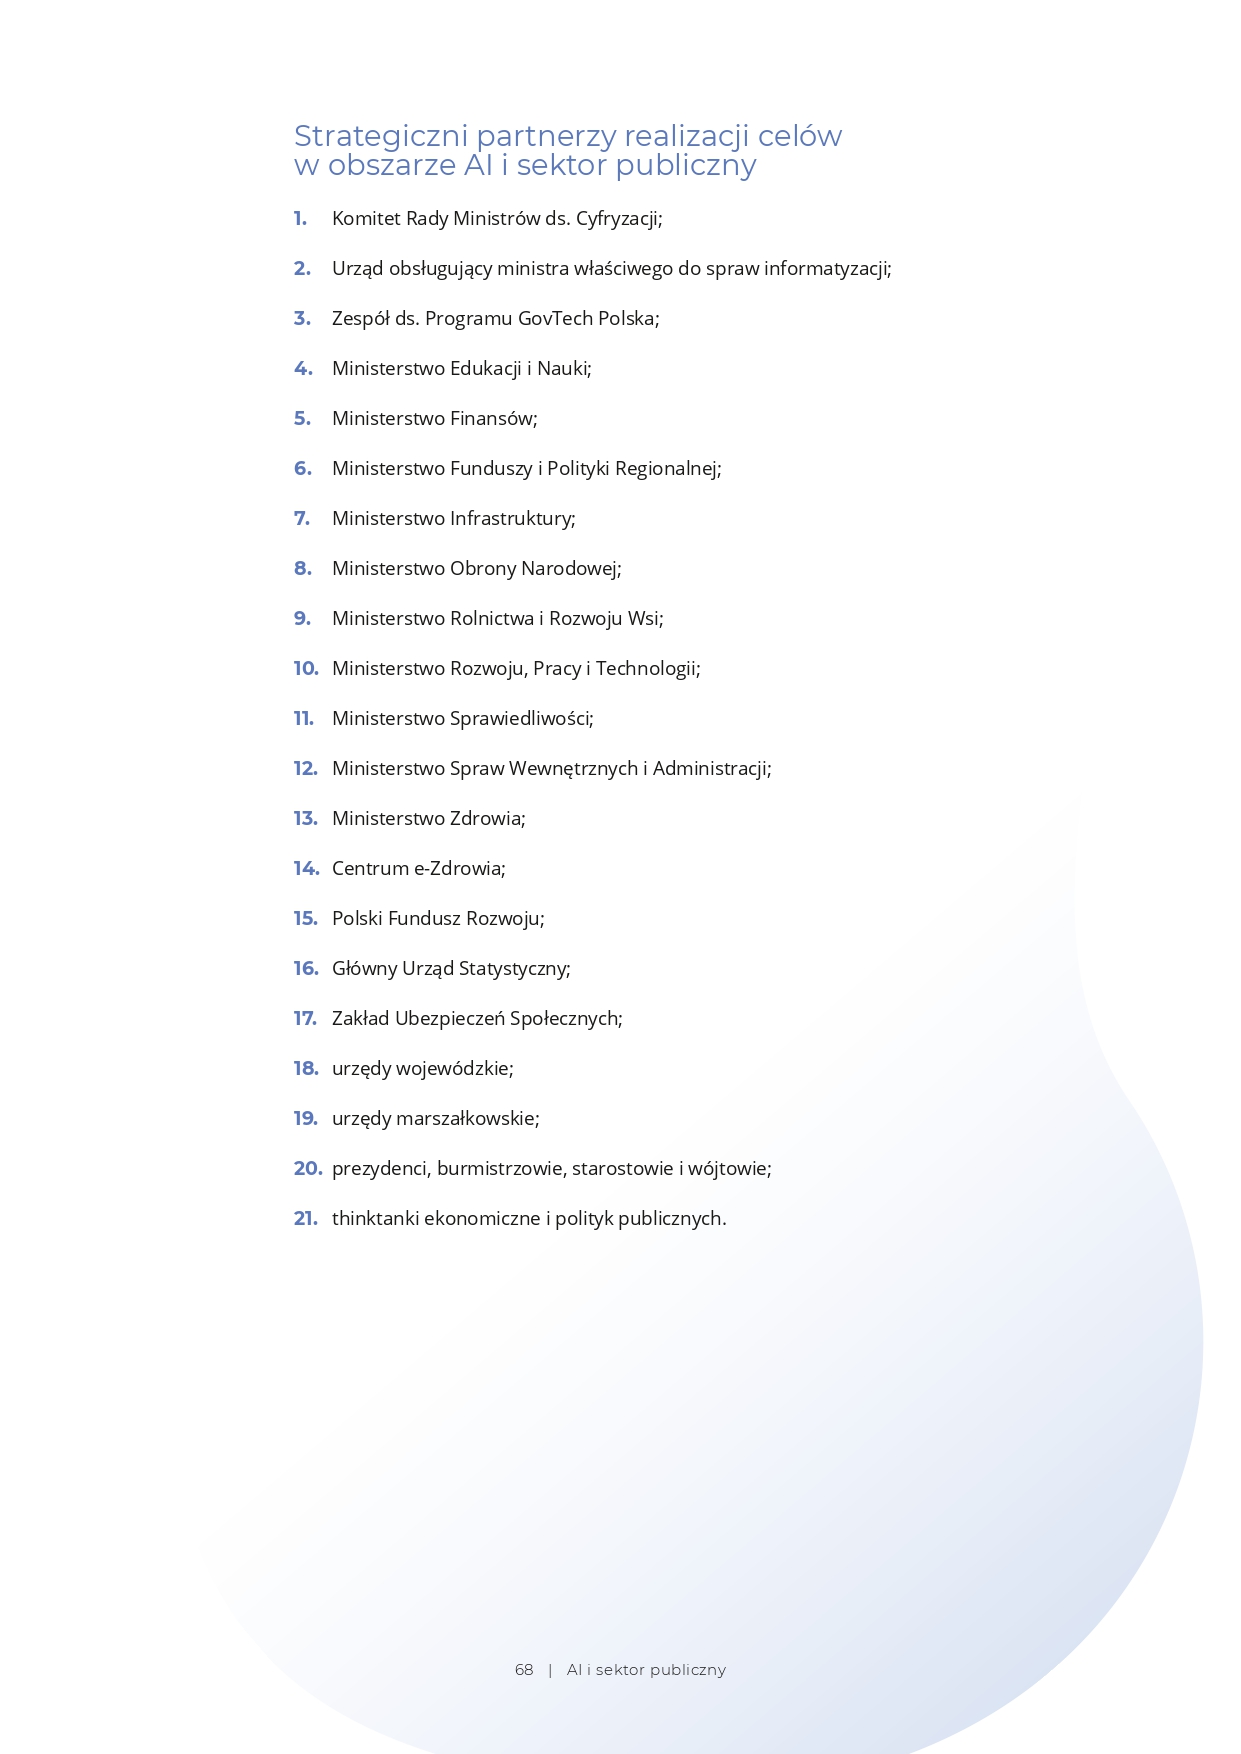 Strategiczni partnerzy realizacji celów
w obszarze AI i sektor publiczny
1. Komitet Rady Ministrów ds. Cyfryzacji;
2. Urząd obsługujący ministra właściwego do spraw informatyzacji;
3. Zespół ds. Programu GovTech Polska;
4. Ministerstwo Edukacji i Nauki;
5. Ministerstwo Finansów;
6. Ministerstwo Funduszy i Polityki Regionalnej;
7. Ministerstwo Infrastruktury;
8. Ministerstwo Obrony Narodowej;
9. Ministerstwo Rolnictwa i Rozwoju Wsi;
10. Ministerstwo Rozwoju, Pracy i Technologii;
11. Ministerstwo Sprawiedliwości;
12. Ministerstwo Spraw Wewnętrznych i Administracji;
13. Ministerstwo Zdrowia;
14. Centrum e-Zdrowia;
15. Polski Fundusz Rozwoju;
16. Główny Urząd Statystyczny;
17. Zakład Ubezpieczeń Społecznych;
18. urzędy wojewódzkie;
19. urzędy marszałkowskie;
20. prezydenci, burmistrzowie, starostowie i wójtowie;
21. thinktanki ekonomiczne i polityk publicznych.
68 | AI i sektor publiczny